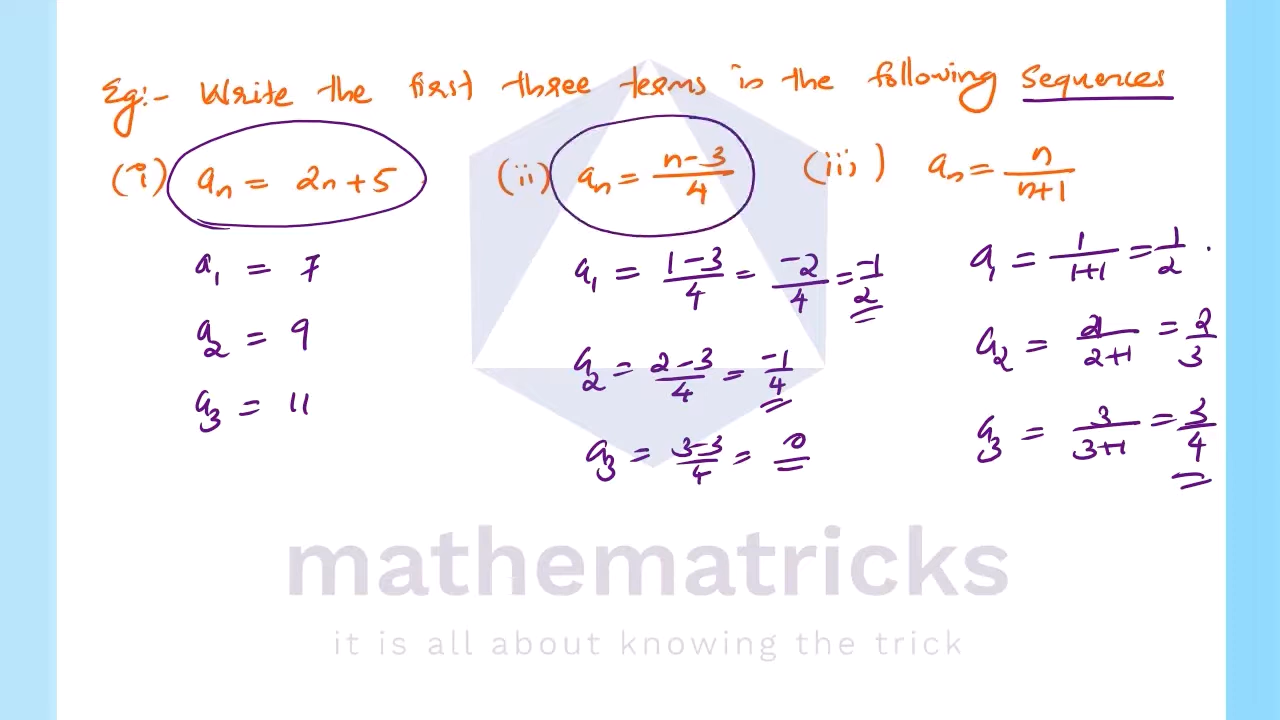 Eg:- Write the first three terms in the following Sequences
(i) aₙ = 2n+5 (ii) aₙ = (n-3)/4 (iii) aₙ = n/(n+1)
a₁ = 7
a₂ = 9
a₃ = 11
a₁ = (1-3)/4 = -2/4 = -1/2
a₂ = (2-3)/4 = -1/4
a₃ = (3-3)/4 = 0
a₁ = 1/(1+1) = 1/2
a₂ = 2/(2+1) = 2/3
a₃ = 3/(3+1) = 3/4
mathematricks
it is all about knowing the trick